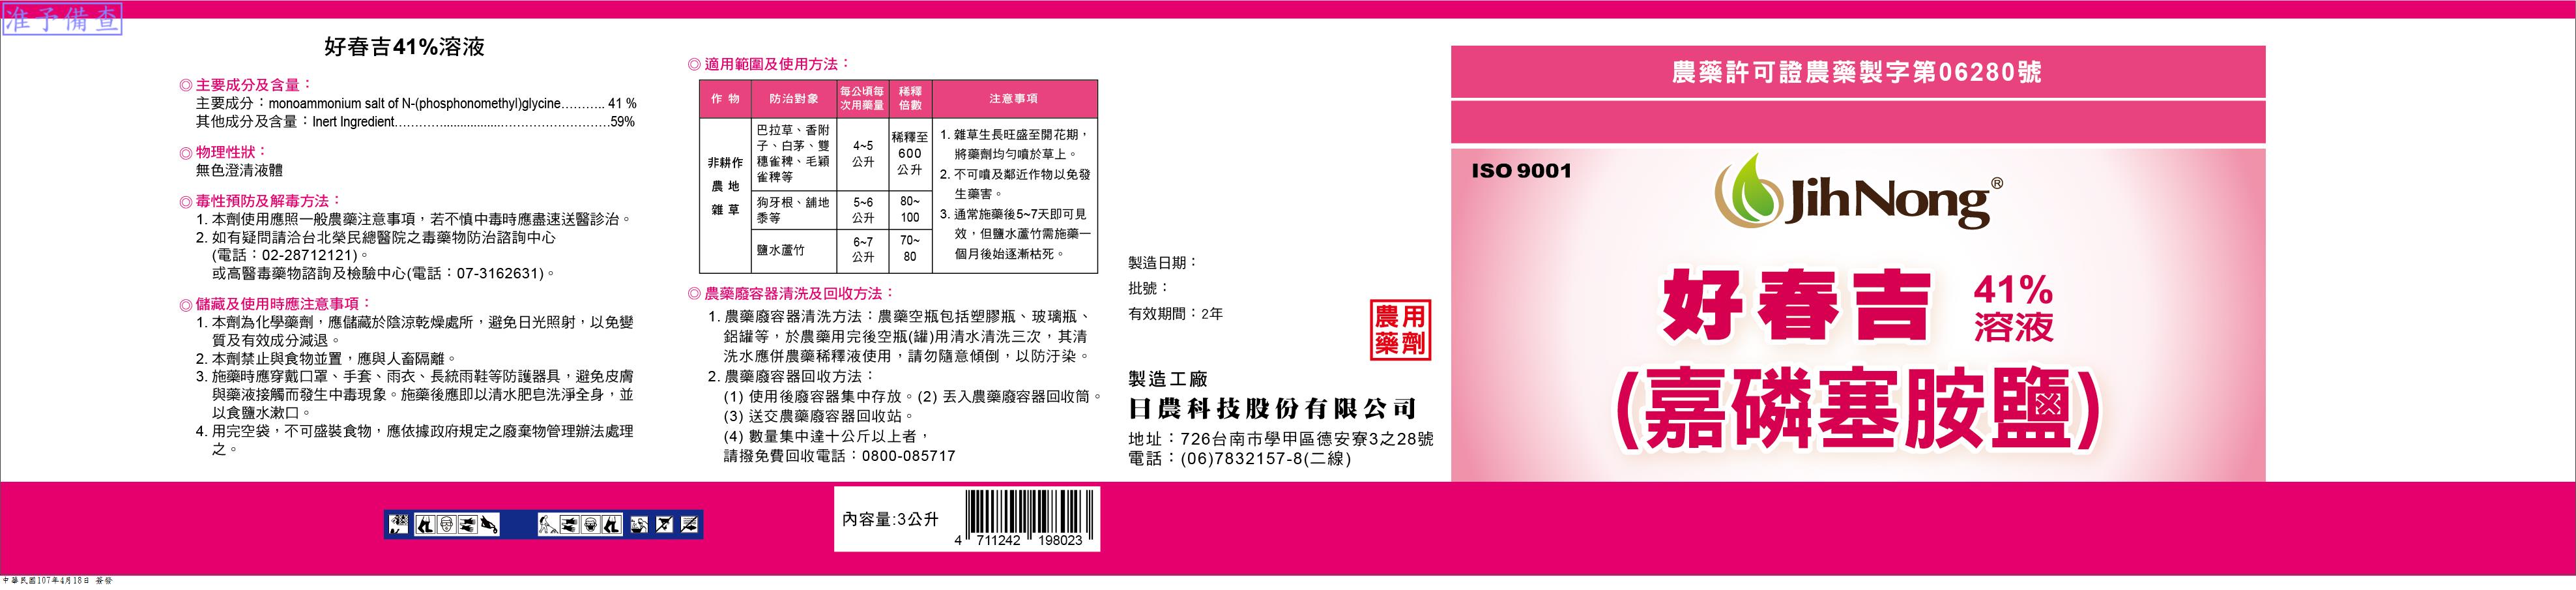 准予備查
好春吉41%溶液
◎ 主要成分及含量：
主要成分：monoammonium salt of N-(phosphonomethyl)glycine……….. 41 %
其他成分及含量：Inert Ingredient…………..................……………………59%
◎ 物理性狀：
無色澄清液體
◎ 毒性預防及解毒方法：
1. 本劑使用應照一般農藥注意事項，若不慎中毒時應盡速送醫診治。
2. 如有疑問請洽台北榮民總醫院之毒藥物防治諮詢中心
(電話：02-28712121)。
或高醫毒藥物諮詢及檢驗中心(電話：07-3162631)。
◎ 儲藏及使用時應注意事項：
1. 本劑為化學藥劑，應儲藏於陰涼乾燥處所，避免日光照射，以免變
質及有效成分減退。
2. 本劑禁止與食物並置，應與人畜隔離。
3. 施藥時應穿戴口罩、手套、雨衣、長統雨鞋等防護器具，避免皮膚
與藥液接觸而發生中毒現象。施藥後應即以清水肥皂洗淨全身，並
以食鹽水漱口。
4. 用完空袋，不可盛裝食物，應依據政府規定之廢棄物管理辦法處理
之。
◎ 適用範圍及使用方法：
作 物 防治對象 每公頃每次用藥量 稀釋倍數 注意事項
非耕作
農 地
雜 草
巴拉草、香附
子、白茅、雙
穗雀稗、毛穎
雀稗等
4~5
公升
稀釋至
600
公升
狗牙根、舖地
黍等
5~6
公升
80~
100
鹽水蘆竹
6~7
公升
70~
80
1. 雜草生長旺盛至開花期，
將藥劑均勻噴於草上。
2. 不可噴及鄰近作物以免發
生藥害。
3. 通常施藥後5~7天即可見
效，但鹽水蘆竹需施藥一
個月後始逐漸枯死。
◎ 農藥廢容器清洗及回收方法：
1. 農藥廢容器清洗方法：農藥空瓶包括塑膠瓶、玻璃瓶、
鋁罐等，於農藥用完後空瓶(罐)用清水清洗三次，其清
洗水應併農藥稀釋液使用，請勿隨意傾倒，以防汙染。
2. 農藥廢容器回收方法：
(1) 使用後廢容器集中存放。(2) 丟入農藥廢容器回收筒。
(3) 送交農藥廢容器回收站。
(4) 數量集中達十公斤以上者，
請撥免費回收電話：0800-085717
內容量:3公升
4 711242 198023
製造日期：
批號：
有效期間：2年
農用
藥劑
製造工廠
日農科技股份有限公司
地址：726台南市學甲區德安寮3之28號
電話：(06)7832157-8(二線)
農藥許可證農藥製字第06280號
ISO 9001
Jih Nong®
好春吉
41%
溶液
(嘉磷塞胺鹽)
中華民國107年4月18日 簽發